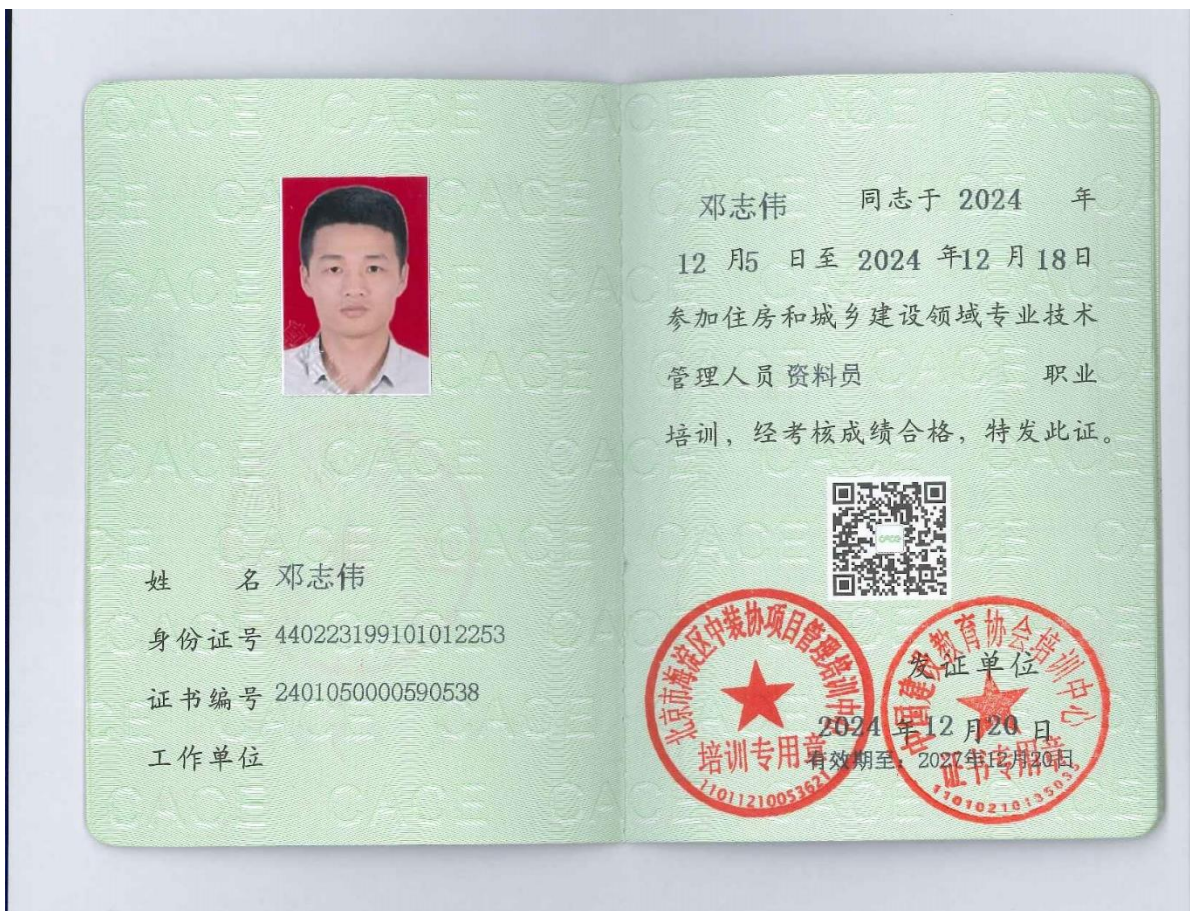 姓 名 邓志伟
身份证号 440223199101012253
证书编号 2401050000590538
工作单位
邓志伟 同志于 2024 年
12 月5 日至 2024 年12 月 18日
参加住房和城乡建设领域专业技术
管理人员 资料员 职业
培训，经考核成绩合格，特发此证。
CACE
北京市海淀区中装协项目管理培训中心
培训专用章
11011210053621
中国建设教育协会培训中心
发证单位
2024 年 12 月 20 日
有效期至：2027年12月20日
证书专用章
11010210135035